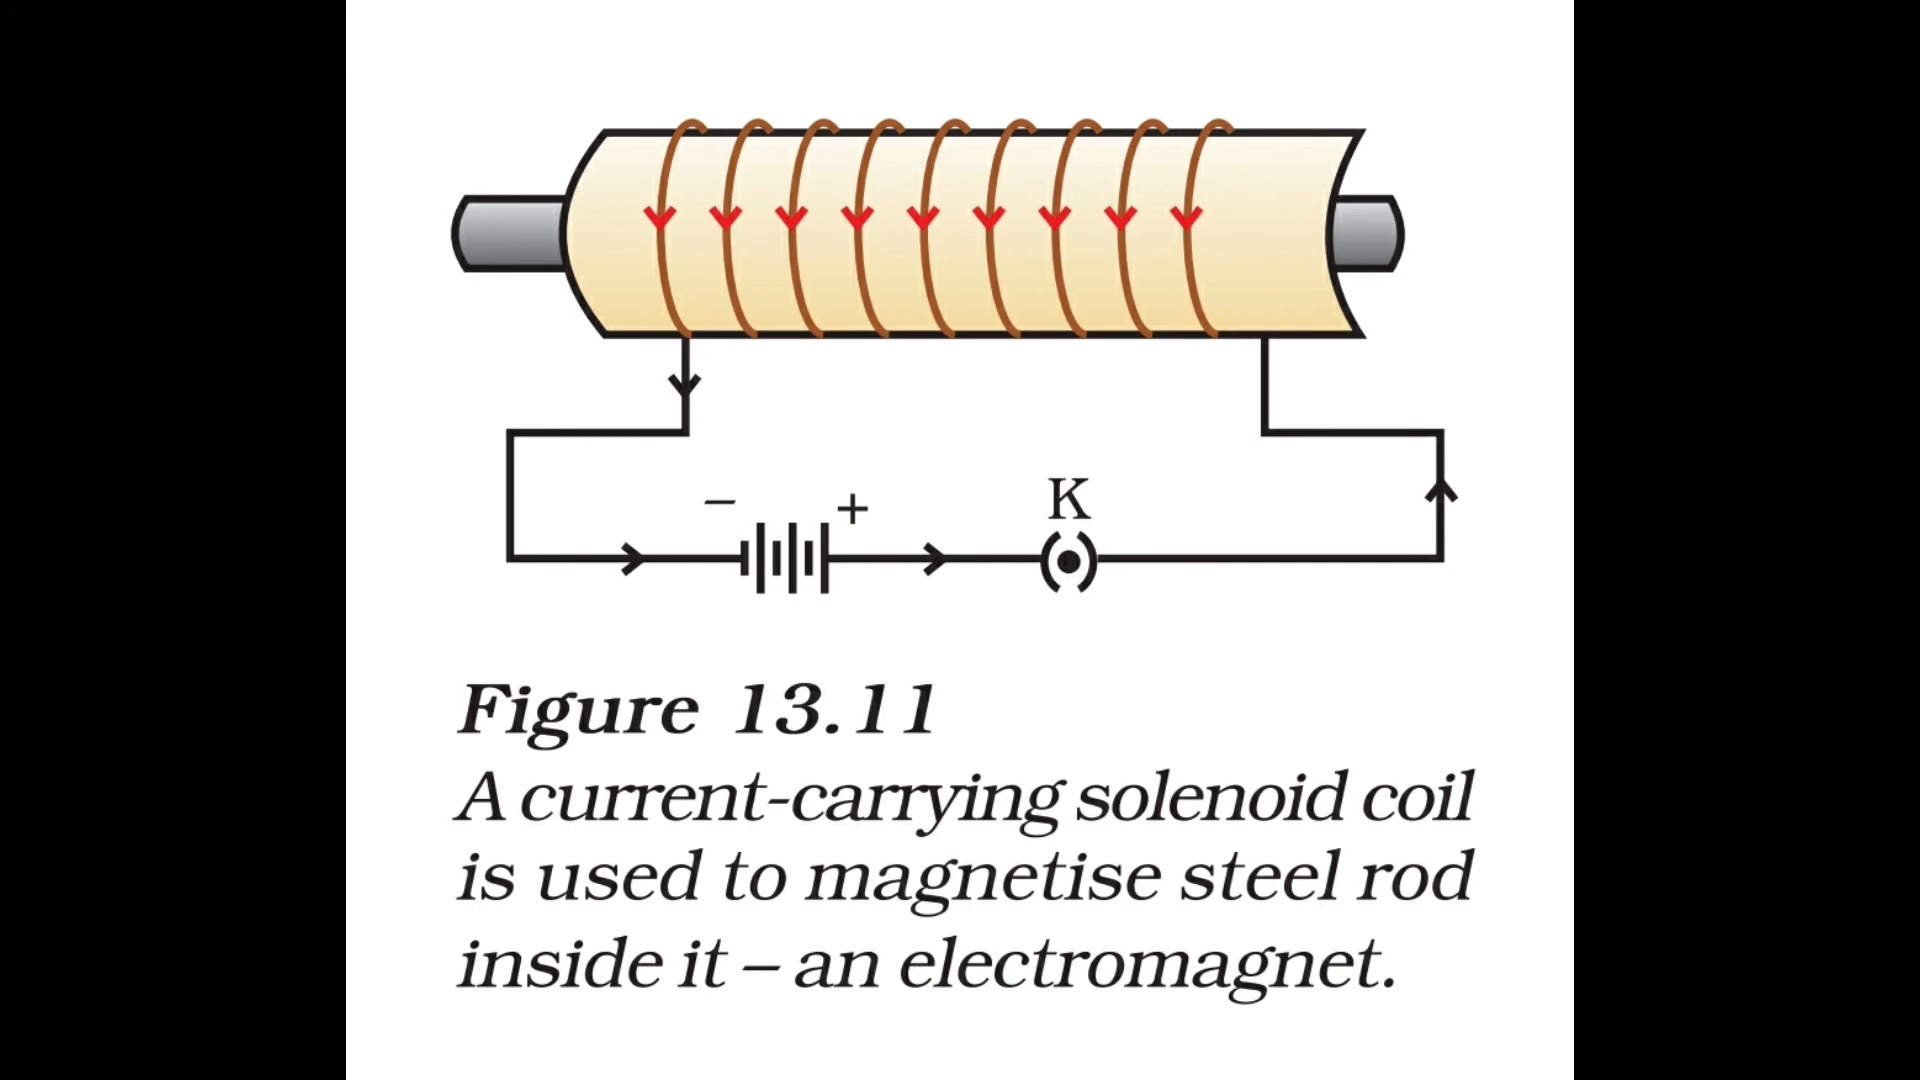 – +
K
Figure 13.11
A current-carrying solenoid coil
is used to magnetise steel rod
inside it – an electromagnet.